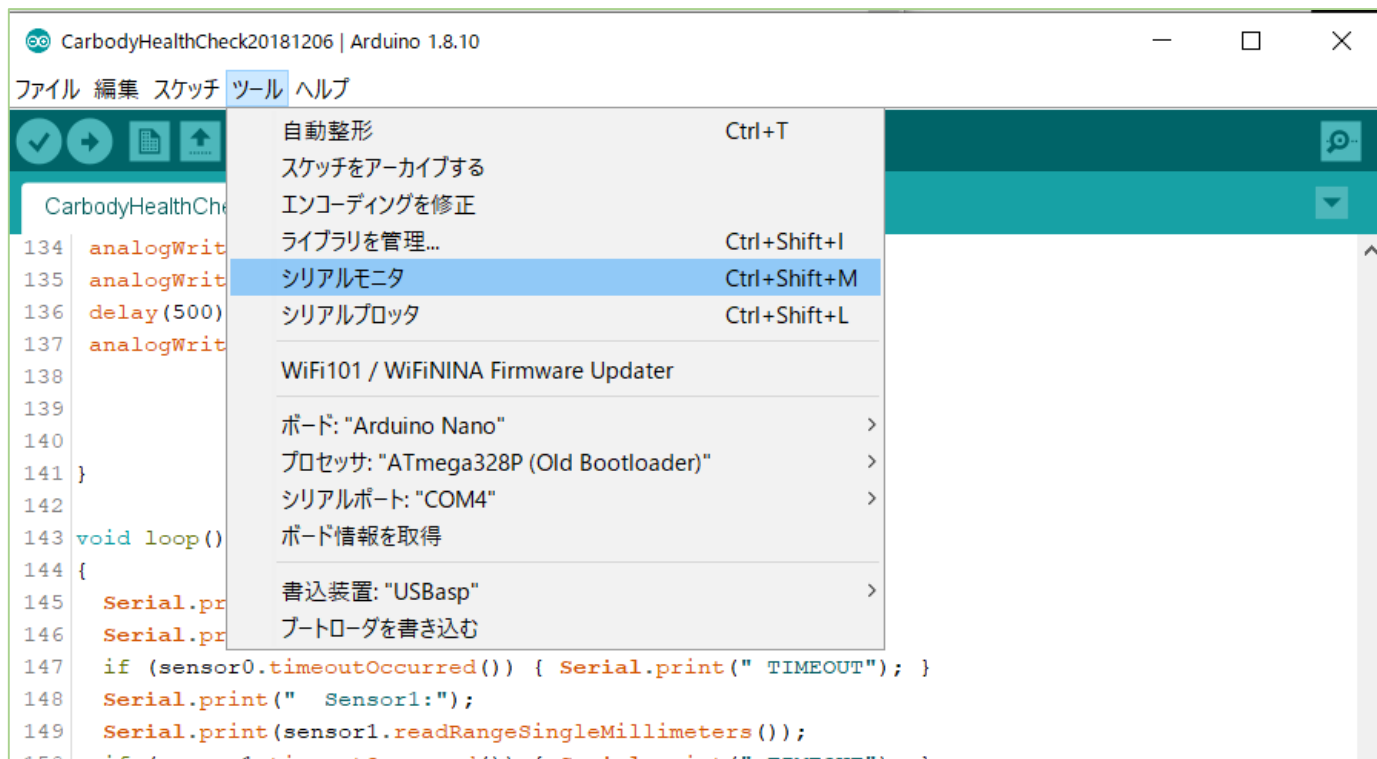 CarbodyHealthCheck20181206 | Arduino 1.8.10
ファイル 編集 スケッチ ツール ヘルプ
自動整形 Ctrl+T
スケッチをアーカイブする
エンコーディングを修正
ライブラリを管理... Ctrl+Shift+I
シリアルモニタ Ctrl+Shift+M
シリアルプロッタ Ctrl+Shift+L
WiFi101 / WiFiNINA Firmware Updater
ボード: "Arduino Nano"
プロセッサ: "ATmega328P (Old Bootloader)"
シリアルポート: "COM4"
ボード情報を取得
書込装置: "USBasp"
ブートローダを書き込む
CarbodyHealthChe
134 analogWrit
135 analogWrit
136 delay(500)
137 analogWrit
138
139
140
141 }
142
143 void loop()
144 {
145 Serial.pr
146 Serial.pr
147 if (sensor0.timeoutOccurred()) { Serial.print(" TIMEOUT"); }
148 Serial.print("  Sensor1:");
149 Serial.print(sensor1.readRangeSingleMillimeters());